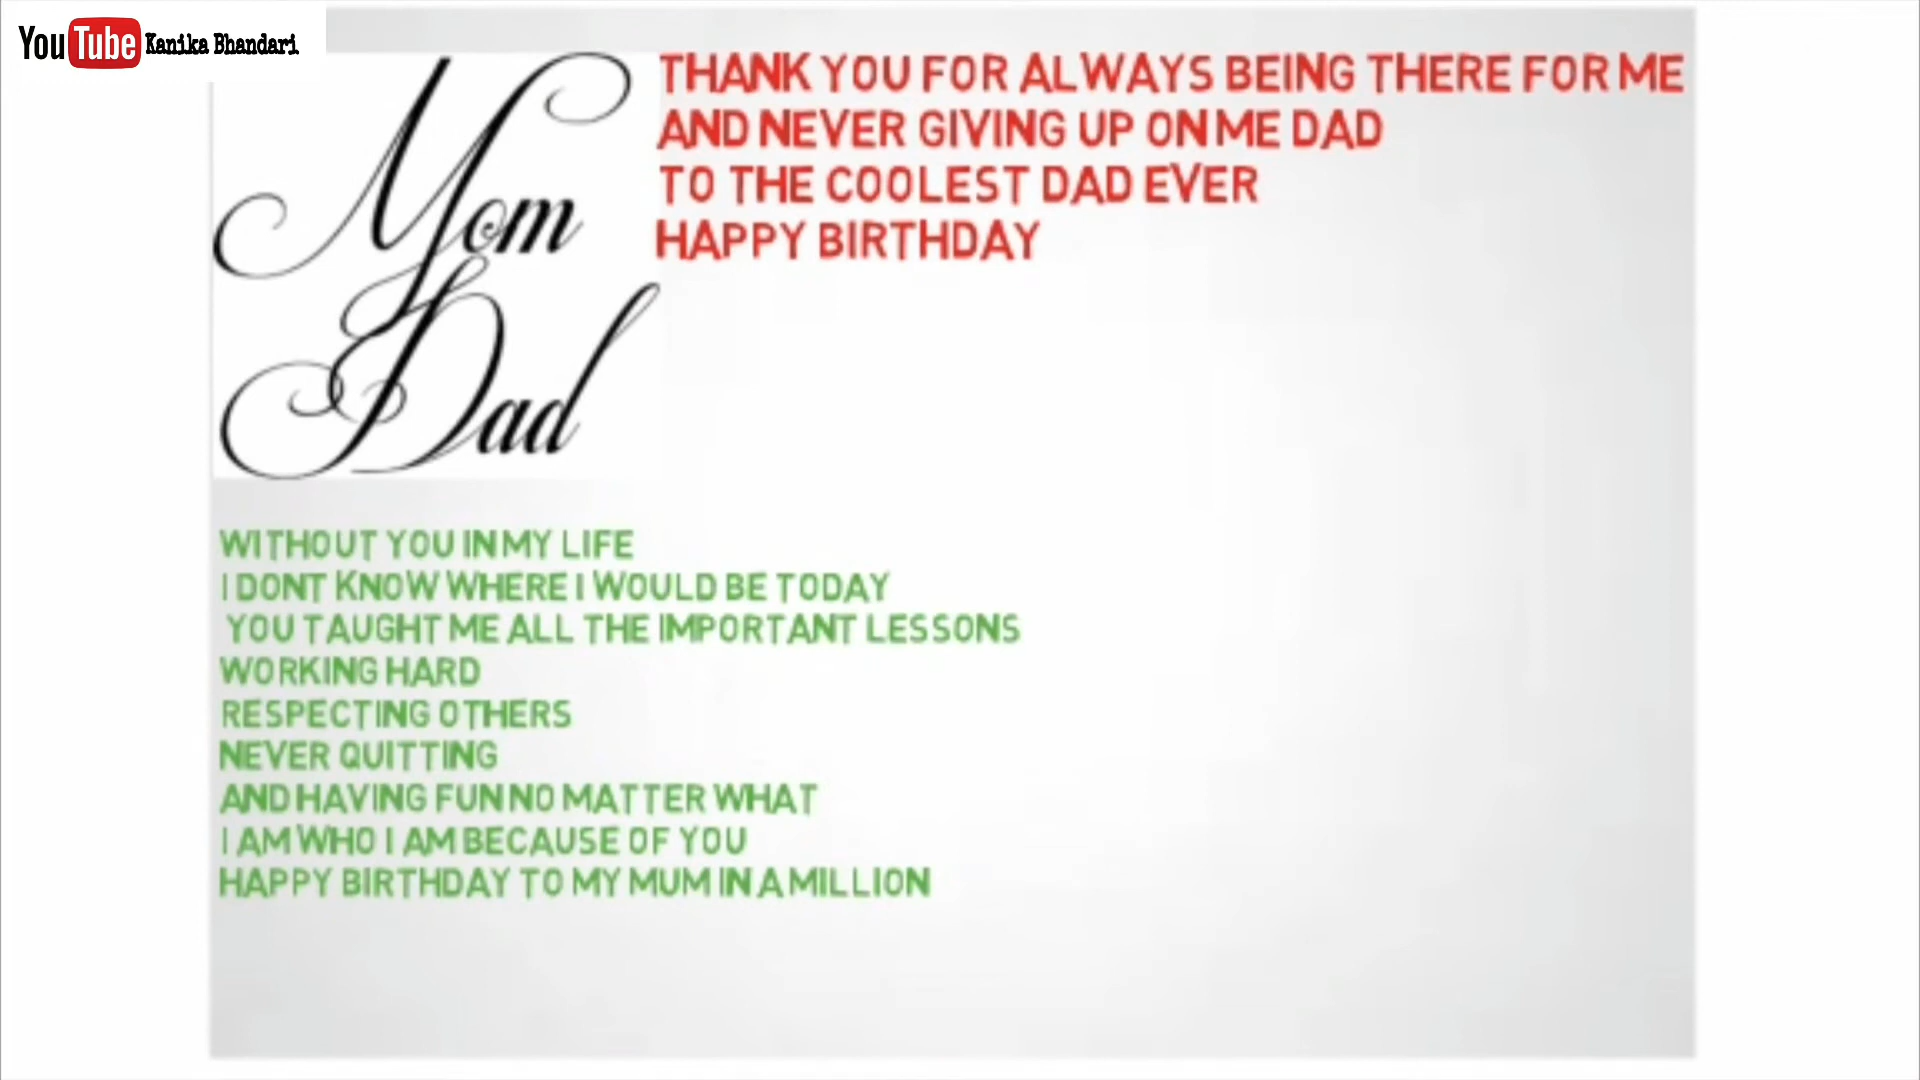 YouTube Kanika Bhandari
Mom
&
Dad
THANK YOU FOR ALWAYS BEING THERE FOR ME
AND NEVER GIVING UP ON ME DAD
TO THE COOLEST DAD EVER
HAPPY BIRTHDAY
WITHOUT YOU IN MY LIFE
I DONT KNOW WHERE I WOULD BE TODAY
YOU TAUGHT ME ALL THE IMPORTANT LESSONS
WORKING HARD
RESPECTING OTHERS
NEVER QUITTING
AND HAVING FUN NO MATTER WHAT
I AM WHO I AM BECAUSE OF YOU
HAPPY BIRTHDAY TO MY MUM IN A MILLION